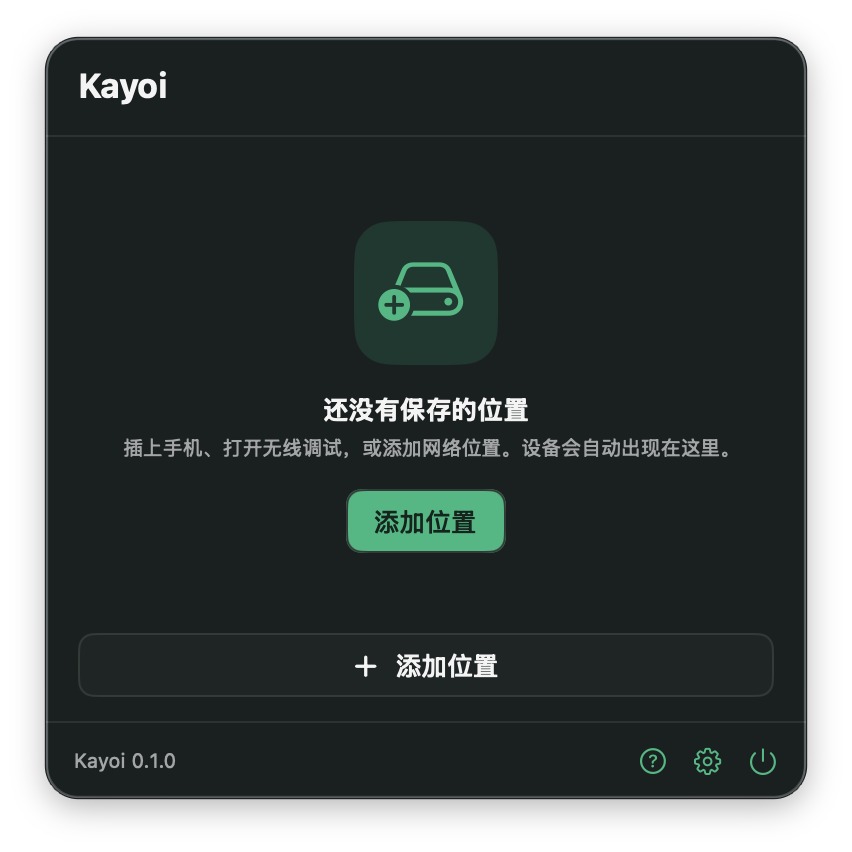 Kayoi
还没有保存的位置
插上手机、打开无线调试，或添加网络位置。设备会自动出现在这里。
添加位置
＋ 添加位置
Kayoi 0.1.0
?